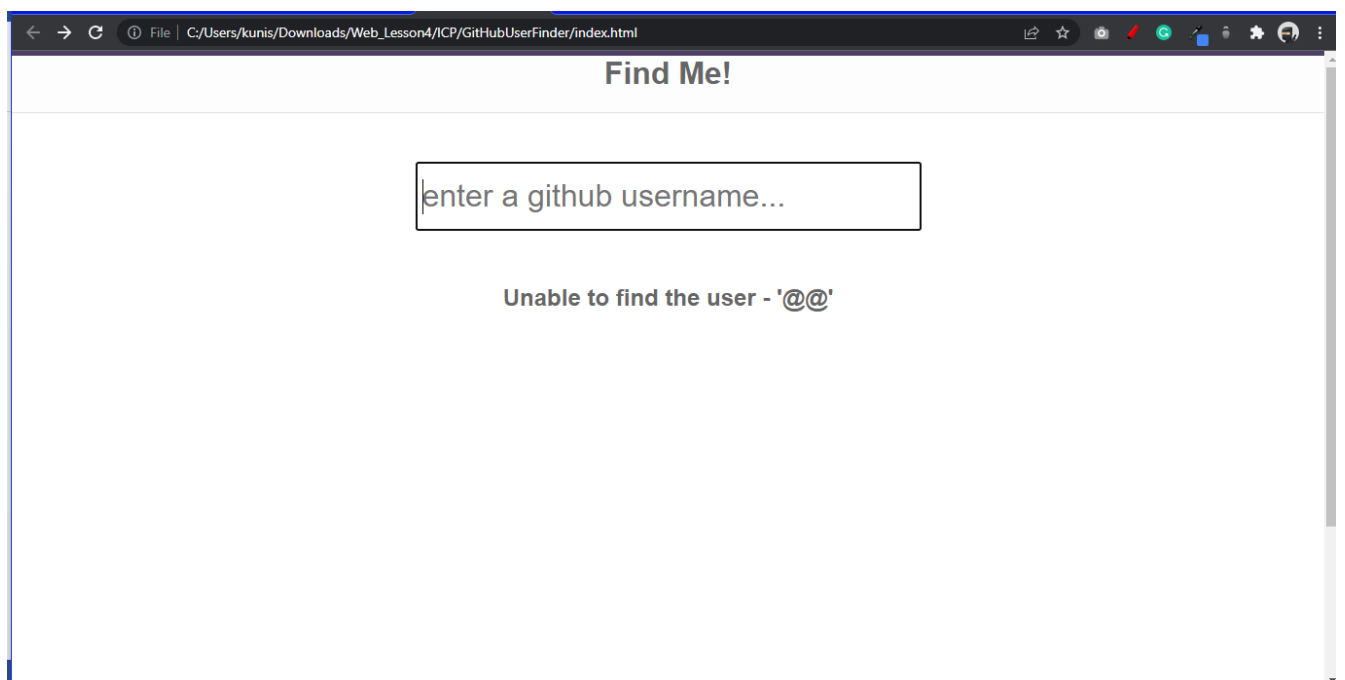 File | C:/Users/kunis/Downloads/Web_Lesson4/ICP/GitHubUserFinder/index.html
Find Me!
enter a github username...
Unable to find the user - '@@'